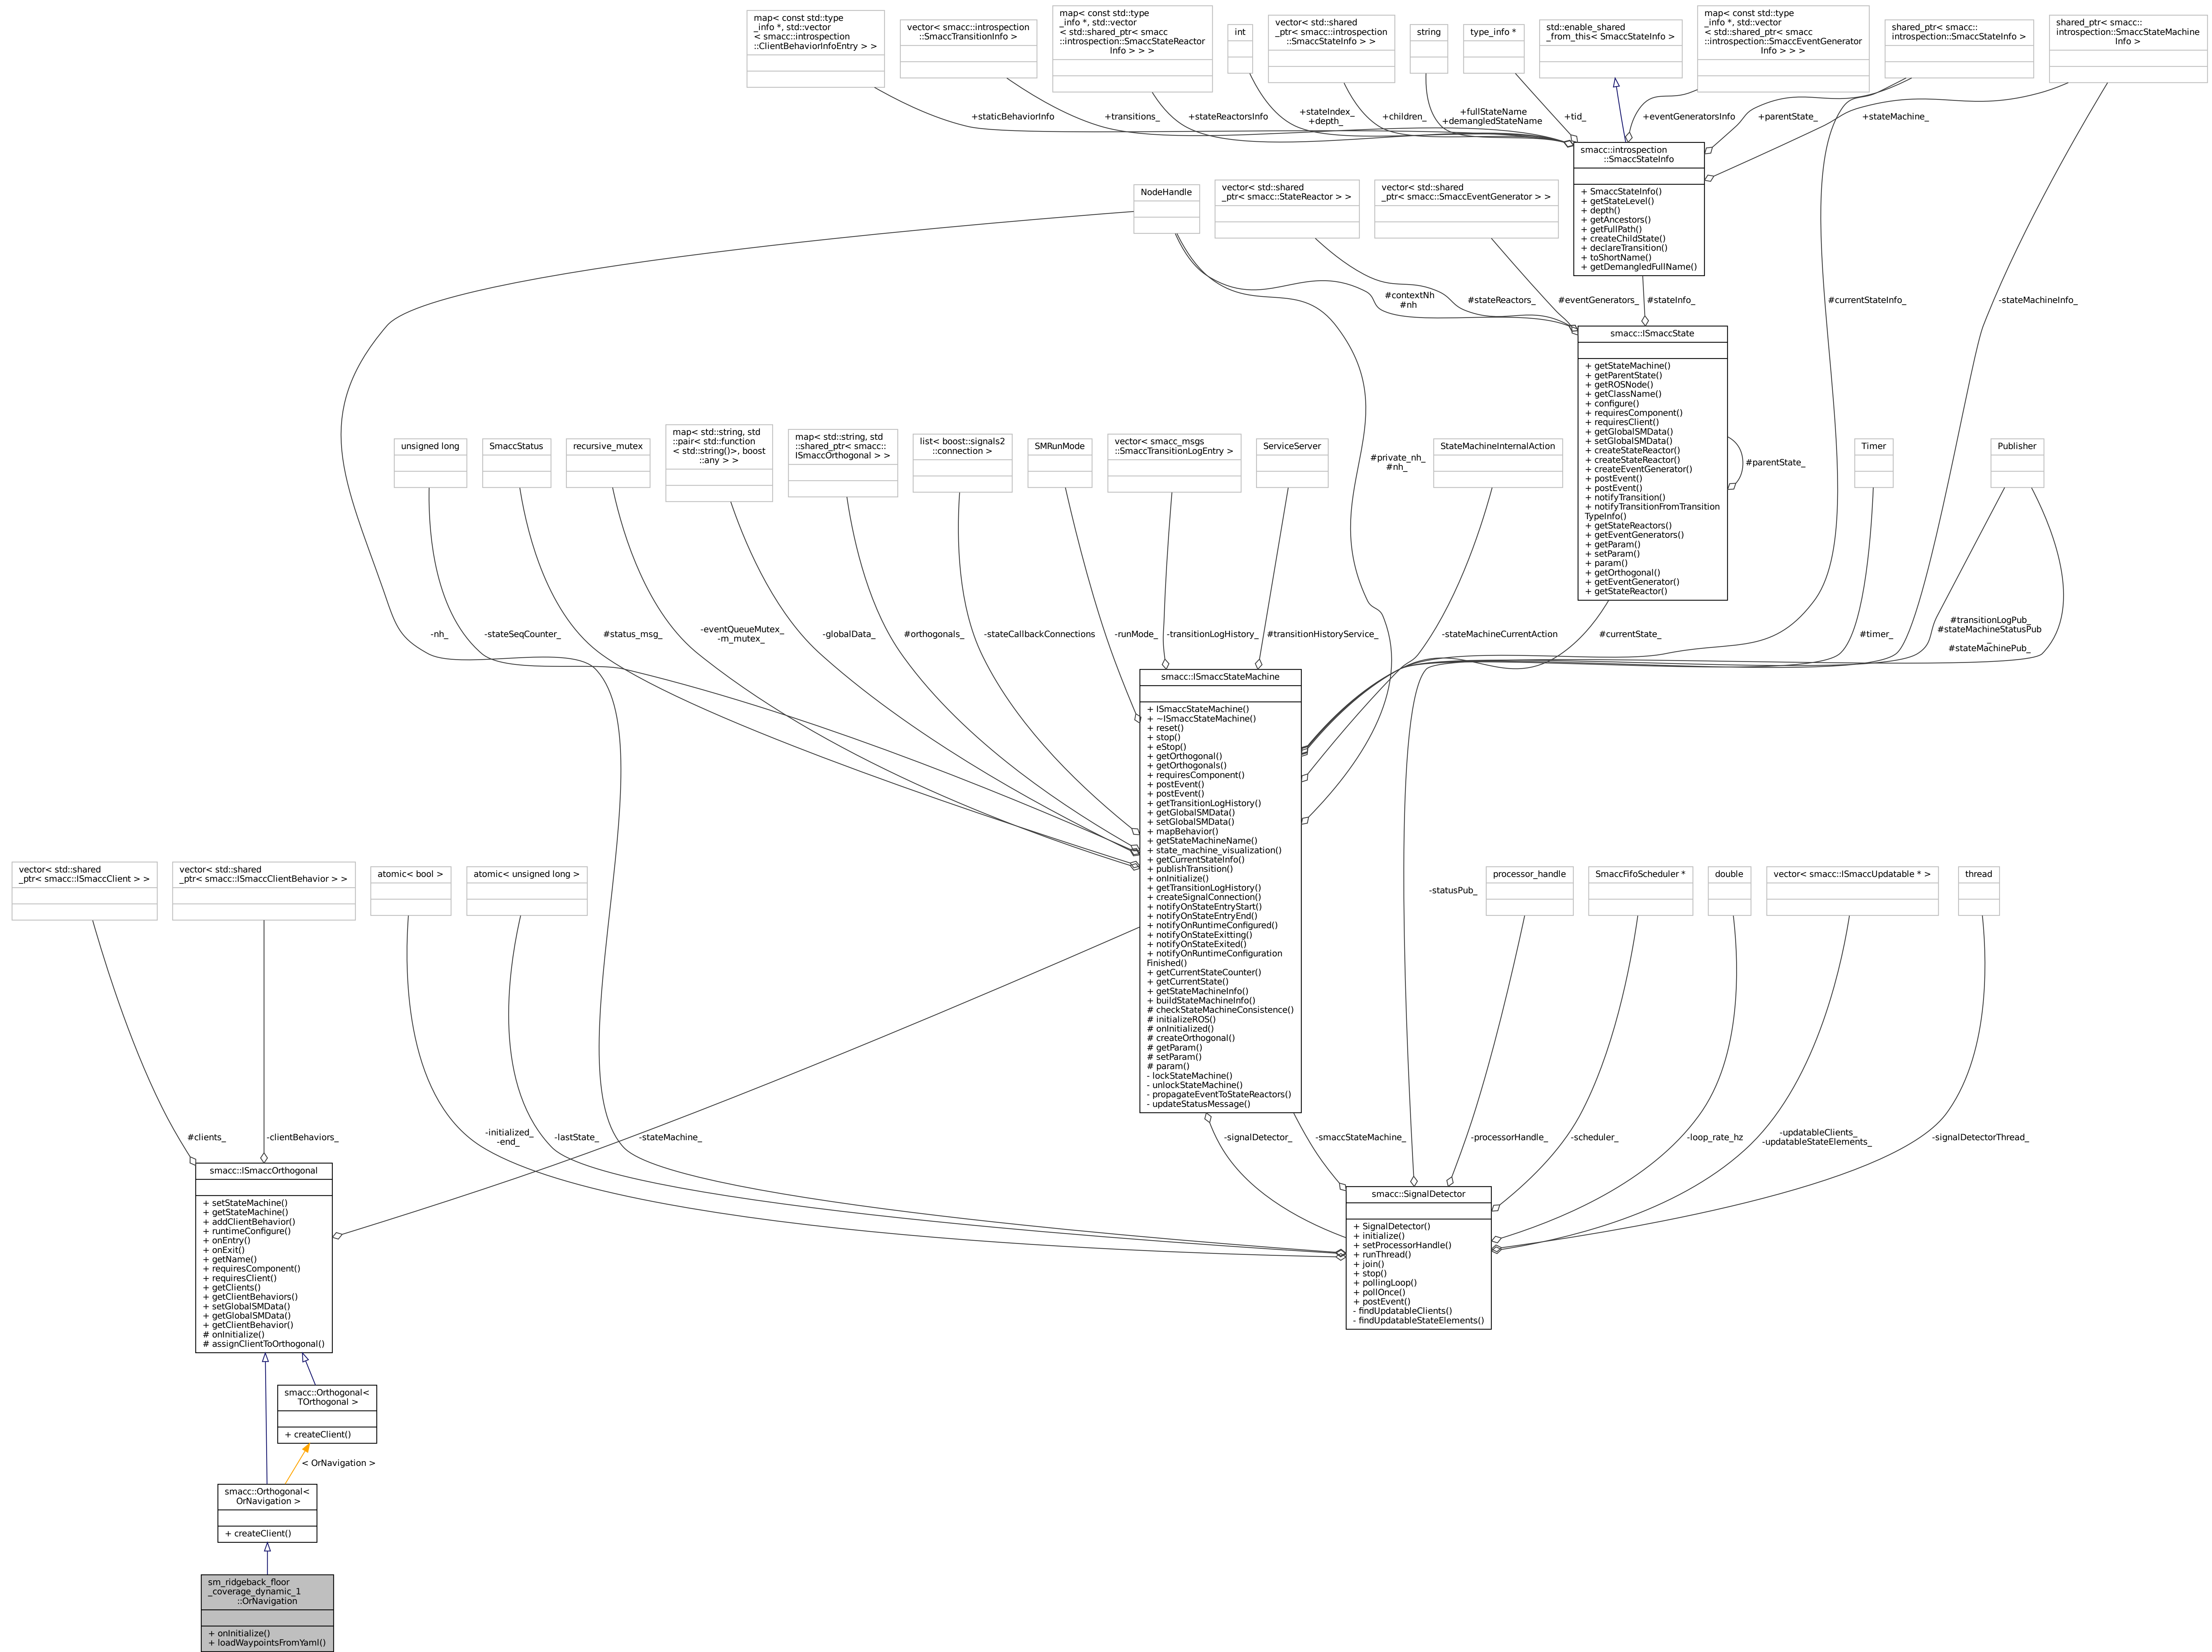 map< const std::type
_info *, std::vector
< smacc::introspection
::ClientBehaviorInfoEntry > >
vector< smacc::introspection
::SmaccTransitionInfo >
map< const std::type
_info *, std::vector
< std::shared_ptr< smacc
::introspection::SmaccStateReactor
Info > > >
int
vector< std::shared
_ptr< smacc::introspection
::SmaccStateInfo > >
string
type_info *
std::enable_shared
_from_this< SmaccStateInfo >
map< const std::type
_info *, std::vector
< std::shared_ptr< smacc
::introspection::SmaccEventGenerator
Info > > >
shared_ptr< smacc::
introspection::SmaccStateInfo >
shared_ptr< smacc::
introspection::SmaccStateMachine
Info >
+staticBehaviorInfo
+transitions_
+stateReactorsInfo
+stateIndex_
+depth_
+children_
+fullStateName
+demangledStateName
+tid_
+eventGeneratorsInfo
+parentState_
+stateMachine_
smacc::introspection
::SmaccStateInfo
+ SmaccStateInfo()
+ getStateLevel()
+ depth()
+ getAncestors()
+ getFullPath()
+ createChildState()
+ declareTransition()
+ toShortName()
+ getDemangledFullName()
NodeHandle
vector< std::shared
_ptr< smacc::StateReactor > >
vector< std::shared
_ptr< smacc::SmaccEventGenerator > >
#contextNh
#nh
#stateReactors_
#eventGenerators_
#stateInfo_
#currentStateInfo_
-stateMachineInfo_
smacc::ISmaccState
+ getStateMachine()
+ getParentState()
+ getROSNode()
+ getClassName()
+ configure()
+ requiresComponent()
+ requiresClient()
+ getGlobalSMData()
+ setGlobalSMData()
+ createStateReactor()
+ createStateReactor()
+ createEventGenerator()
+ postEvent()
+ postEvent()
+ notifyTransition()
+ notifyTransitionFromTransition
TypeInfo()
+ getStateReactors()
+ getEventGenerators()
+ getParam()
+ setParam()
+ param()
+ getOrthogonal()
+ getEventGenerator()
+ getStateReactor()
#parentState_
unsigned long
SmaccStatus
recursive_mutex
map< std::string, std
::pair< std::function
< std::string()>, boost
::any > >
map< std::string, std
::shared_ptr< smacc::
ISmaccOrthogonal > >
list< boost::signals2
::connection >
SMRunMode
vector< smacc_msgs
::SmaccTransitionLogEntry >
ServiceServer
#private_nh_
#nh_
StateMachineInternalAction
Timer
Publisher
-nh_
-stateSeqCounter_
#status_msg_
-eventQueueMutex_
-m_mutex_
-globalData_
#orthogonals_
-stateCallbackConnections
-runMode_
-transitionLogHistory_
#transitionHistoryService_
-stateMachineCurrentAction
#currentState_
#timer_
#transitionLogPub_
#stateMachineStatusPub
_
#stateMachinePub_
smacc::ISmaccStateMachine
+ ISmaccStateMachine()
+ ~ISmaccStateMachine()
+ reset()
+ stop()
+ eStop()
+ getOrthogonal()
+ getOrthogonals()
+ requiresComponent()
+ postEvent()
+ postEvent()
+ getTransitionLogHistory()
+ getGlobalSMData()
+ setGlobalSMData()
+ mapBehavior()
+ getStateMachineName()
+ state_machine_visualization()
+ getCurrentStateInfo()
+ publishTransition()
+ onInitialize()
+ getTransitionLogHistory()
+ createSignalConnection()
+ notifyOnStateEntryStart()
+ notifyOnStateEntryEnd()
+ notifyOnRuntimeConfigured()
+ notifyOnStateExitting()
+ notifyOnStateExited()
+ notifyOnRuntimeConfiguration
Finished()
+ getCurrentStateCounter()
+ getCurrentState()
+ getStateMachineInfo()
+ buildStateMachineInfo()
# checkStateMachineConsistence()
# initializeROS()
# onInitialized()
# createOrthogonal()
# getParam()
# setParam()
# param()
- lockStateMachine()
- unlockStateMachine()
- propagateEventToStateReactors()
- updateStatusMessage()
vector< std::shared
_ptr< smacc::ISmaccClient > >
vector< std::shared
_ptr< smacc::ISmaccClientBehavior > >
atomic< bool >
atomic< unsigned long >
-statusPub_
processor_handle
SmaccFifoScheduler *
double
vector< smacc::ISmaccUpdatable * >
thread
#clients_
-clientBehaviors_
-initialized_
-end_
-lastState_
-stateMachine_
-signalDetector_
-smaccStateMachine_
-processorHandle_
-scheduler_
-loop_rate_hz
-updatableClients_
-updatableStateElements_
-signalDetectorThread_
smacc::ISmaccOrthogonal
+ setStateMachine()
+ getStateMachine()
+ addClientBehavior()
+ runtimeConfigure()
+ onEntry()
+ onExit()
+ getName()
+ requiresComponent()
+ requiresClient()
+ getClients()
+ getClientBehaviors()
+ setGlobalSMData()
+ getGlobalSMData()
+ getClientBehavior()
# onInitialize()
# assignClientToOrthogonal()
smacc::SignalDetector
+ SignalDetector()
+ initialize()
+ setProcessorHandle()
+ runThread()
+ join()
+ stop()
+ pollingLoop()
+ pollOnce()
+ postEvent()
- findUpdatableClients()
- findUpdatableStateElements()
smacc::Orthogonal<
TOrthogonal >
+ createClient()
< OrNavigation >
smacc::Orthogonal<
OrNavigation >
+ createClient()
sm_ridgeback_floor
_coverage_dynamic_1
::OrNavigation
+ onInitialize()
+ loadWaypointsFromYaml()